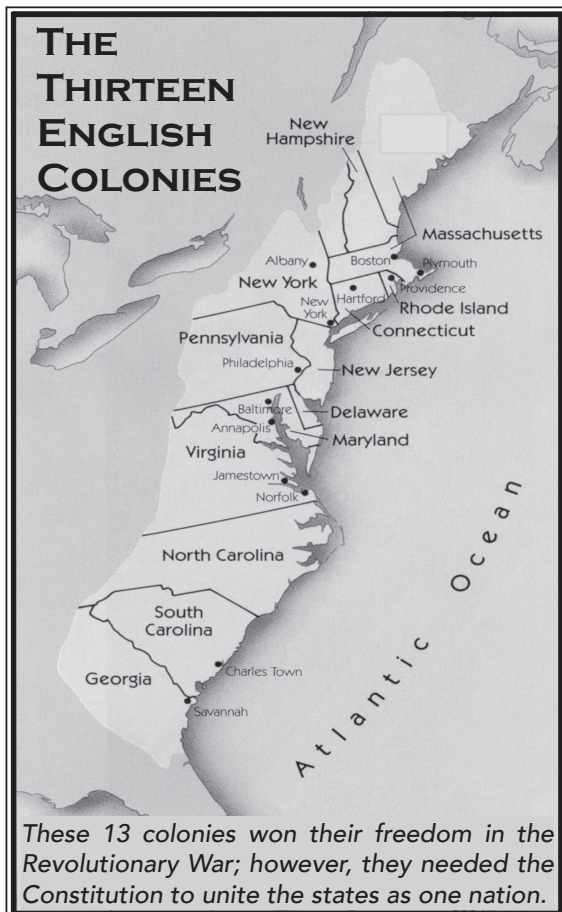 THE
THIRTEEN
ENGLISH
COLONIES
New
Hampshire
Massachusetts
Albany
Boston
Plymouth
New York
Hartford
Providence
Rhode Island
New
York
Connecticut
Pennsylvania
Philadelphia
New Jersey
Baltimore
Delaware
Annapolis
Maryland
Virginia
Jamestown
Norfolk
North Carolina
South
Carolina
Charles Town
Georgia
Savannah
Atlantic Ocean
These 13 colonies won their freedom in the
Revolutionary War; however, they needed the
Constitution to unite the states as one nation.